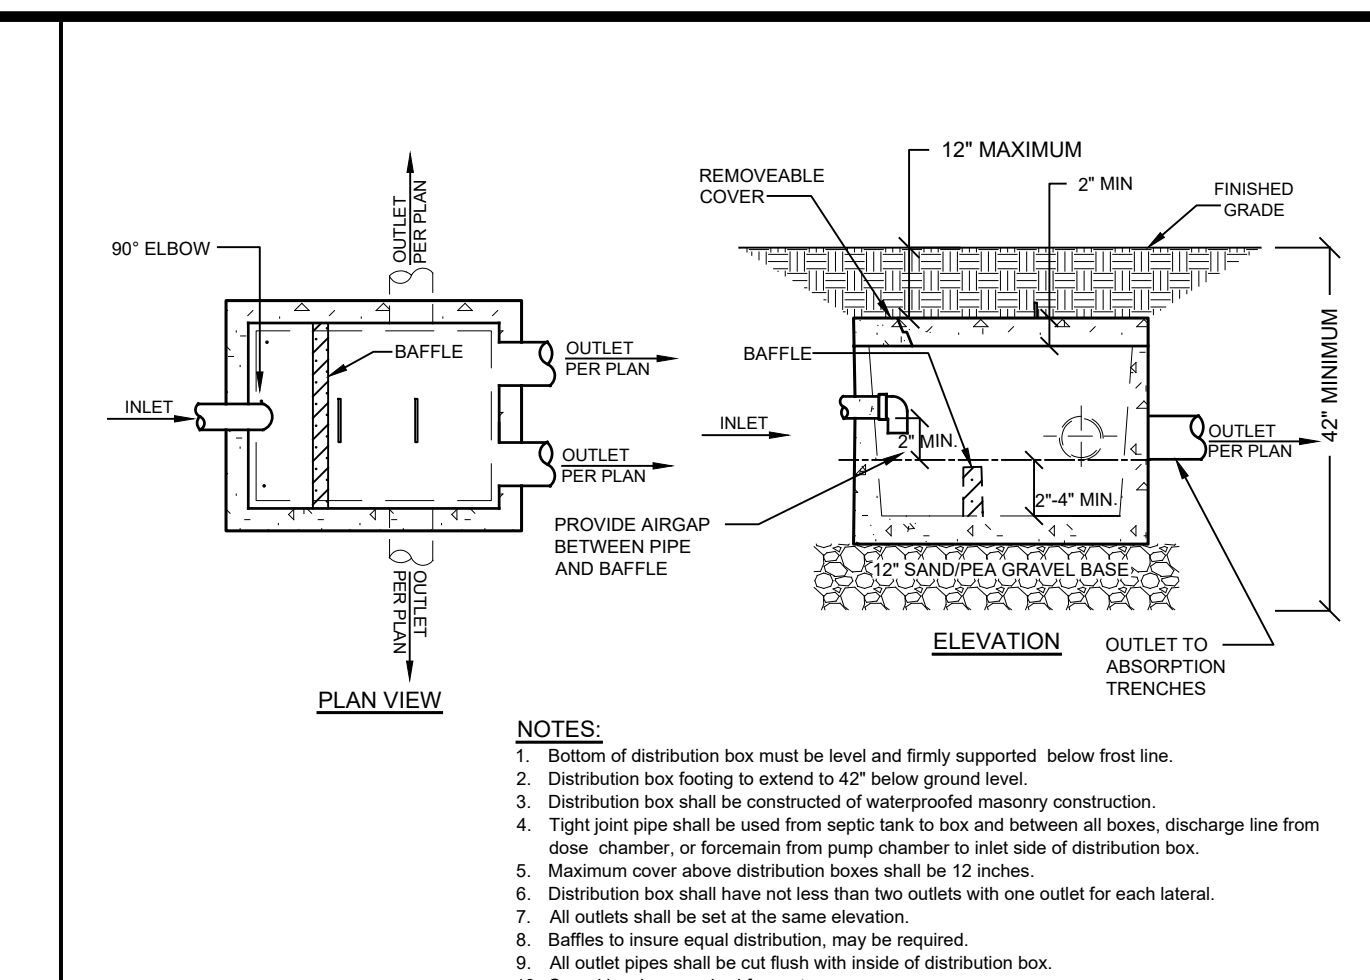 OUTLET
PER PLAN
90° ELBOW
BAFFLE
OUTLET
PER PLAN
INLET
OUTLET
PER PLAN
OUTLET
PER PLAN
PLAN VIEW
12" MAXIMUM
REMOVEABLE
COVER
2" MIN
FINISHED
GRADE
BAFFLE
42" MINIMUM
INLET
2" MIN.
OUTLET
PER PLAN
2"-4" MIN.
PROVIDE AIRGAP
BETWEEN PIPE
AND BAFFLE
12" SAND/PEA GRAVEL BASE
ELEVATION
OUTLET TO
ABSORPTION
TRENCHES
NOTES:
1. Bottom of distribution box must be level and firmly supported below frost line.
2. Distribution box footing to extend to 42" below ground level.
3. Distribution box shall be constructed of waterproofed masonry construction.
4. Tight joint pipe shall be used from septic tank to box and between all boxes, discharge line from
dose chamber, or forcemain from pump chamber to inlet side of distribution box.
5. Maximum cover above distribution boxes shall be 12 inches.
6. Distribution box shall have not less than two outlets with one outlet for each lateral.
7. All outlets shall be set at the same elevation.
8. Baffles to insure equal distribution, may be required.
9. All outlet pipes shall be cut flush with inside of distribution box.